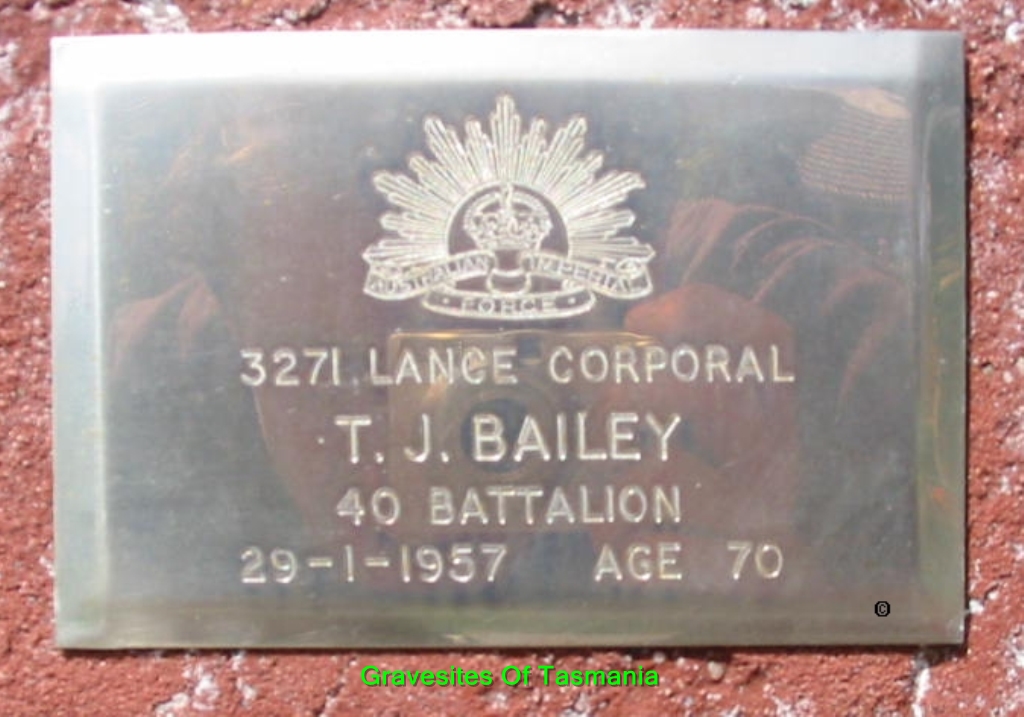 AUSTRALIAN IMPERIAL
FORCE
3271 LANCE CORPORAL
T. J. BAILEY
40 BATTALION
29-1-1957 AGE 70
©
Gravesites Of Tasmania